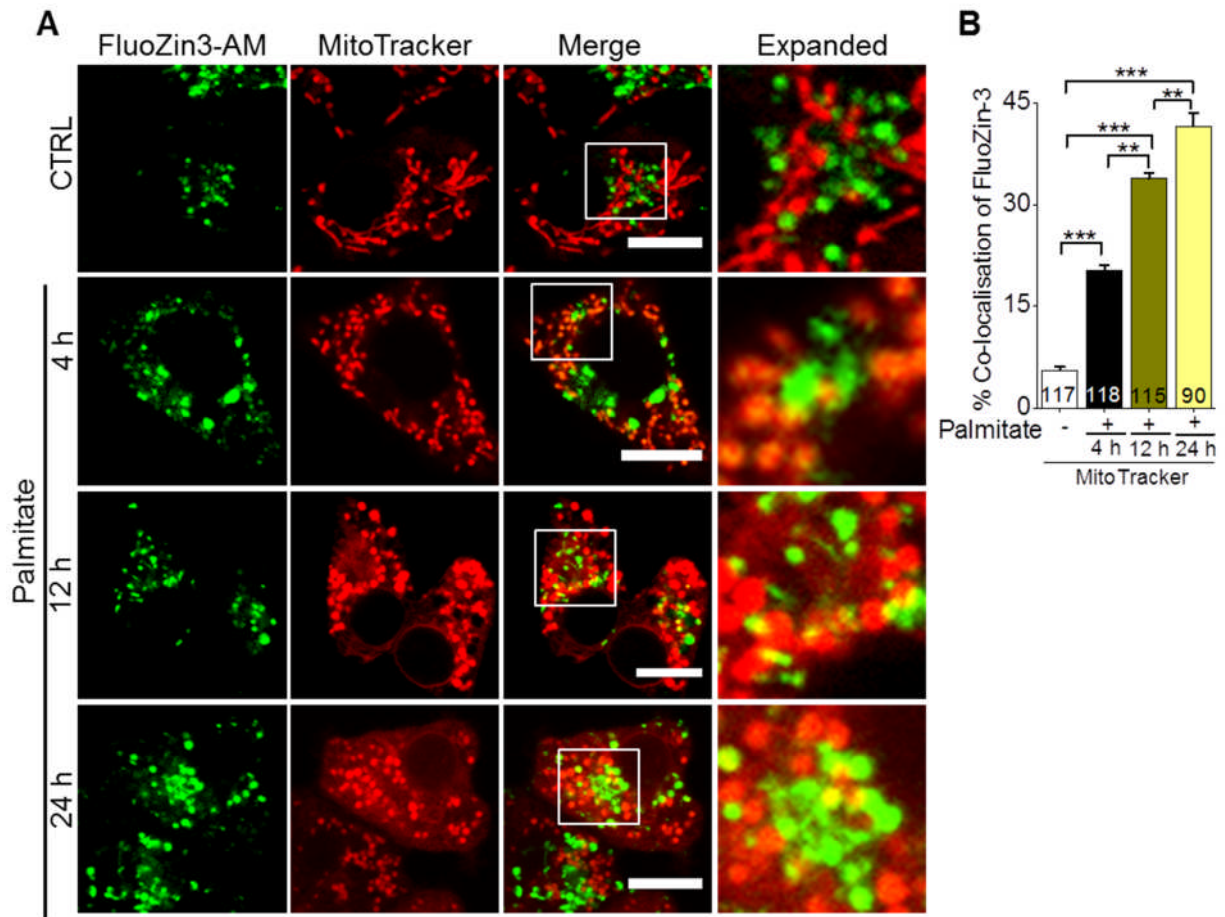 A
FluoZin3-AM MitoTracker Merge Expanded
CTRL
Palmitate
4 h
12 h
24 h
B
% Co-localisation of FluoZin-3
45
30
15
0
***
**
***
**
***
117 118 115 90
Palmitate - + + +
4 h 12 h 24 h
MitoTracker